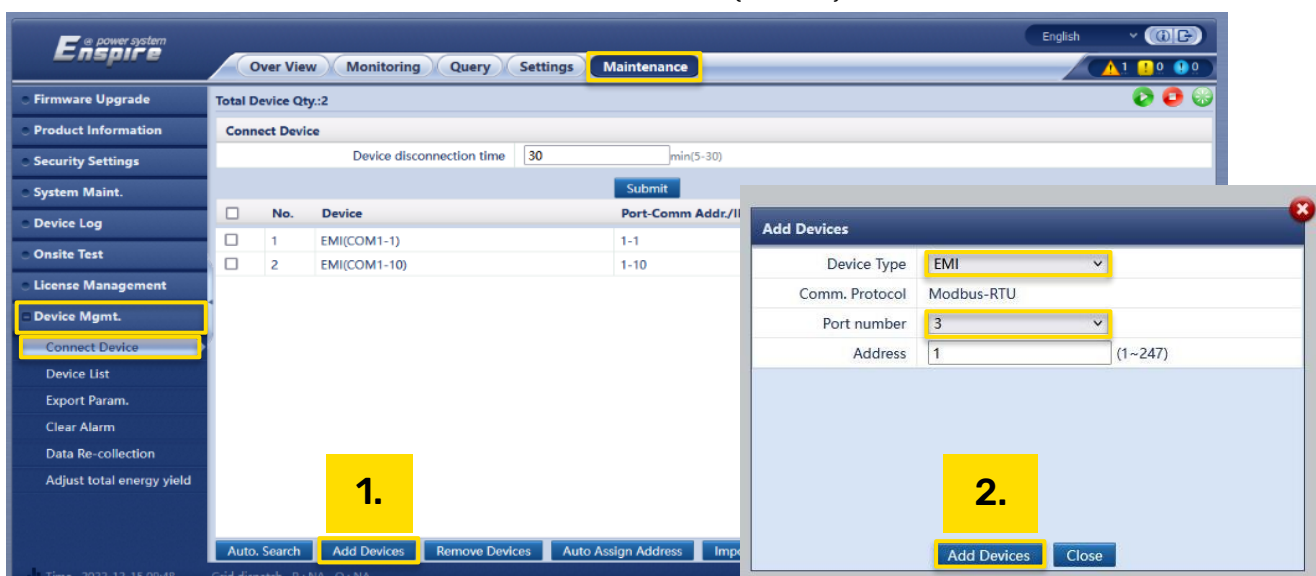 @ power system
Enspire
English
Over View Monitoring Query Settings Maintenance
1 0 0
Firmware Upgrade
Product Information
Security Settings
System Maint.
Device Log
Onsite Test
License Management
Device Mgmt.
Connect Device
Device List
Export Param.
Clear Alarm
Data Re-collection
Adjust total energy yield
Total Device Qty.:2
Connect Device
Device disconnection time 30 min(5-30)
Submit
No. Device Port-Comm Addr./
1 EMI(COM1-1) 1-1
2 EMI(COM1-10) 1-10
1.
Auto. Search Add Devices Remove Devices Auto Assign Address
Add Devices
Device Type EMI
Comm. Protocol Modbus-RTU
Port number 3
Address 1 (1~247)
2.
Add Devices Close